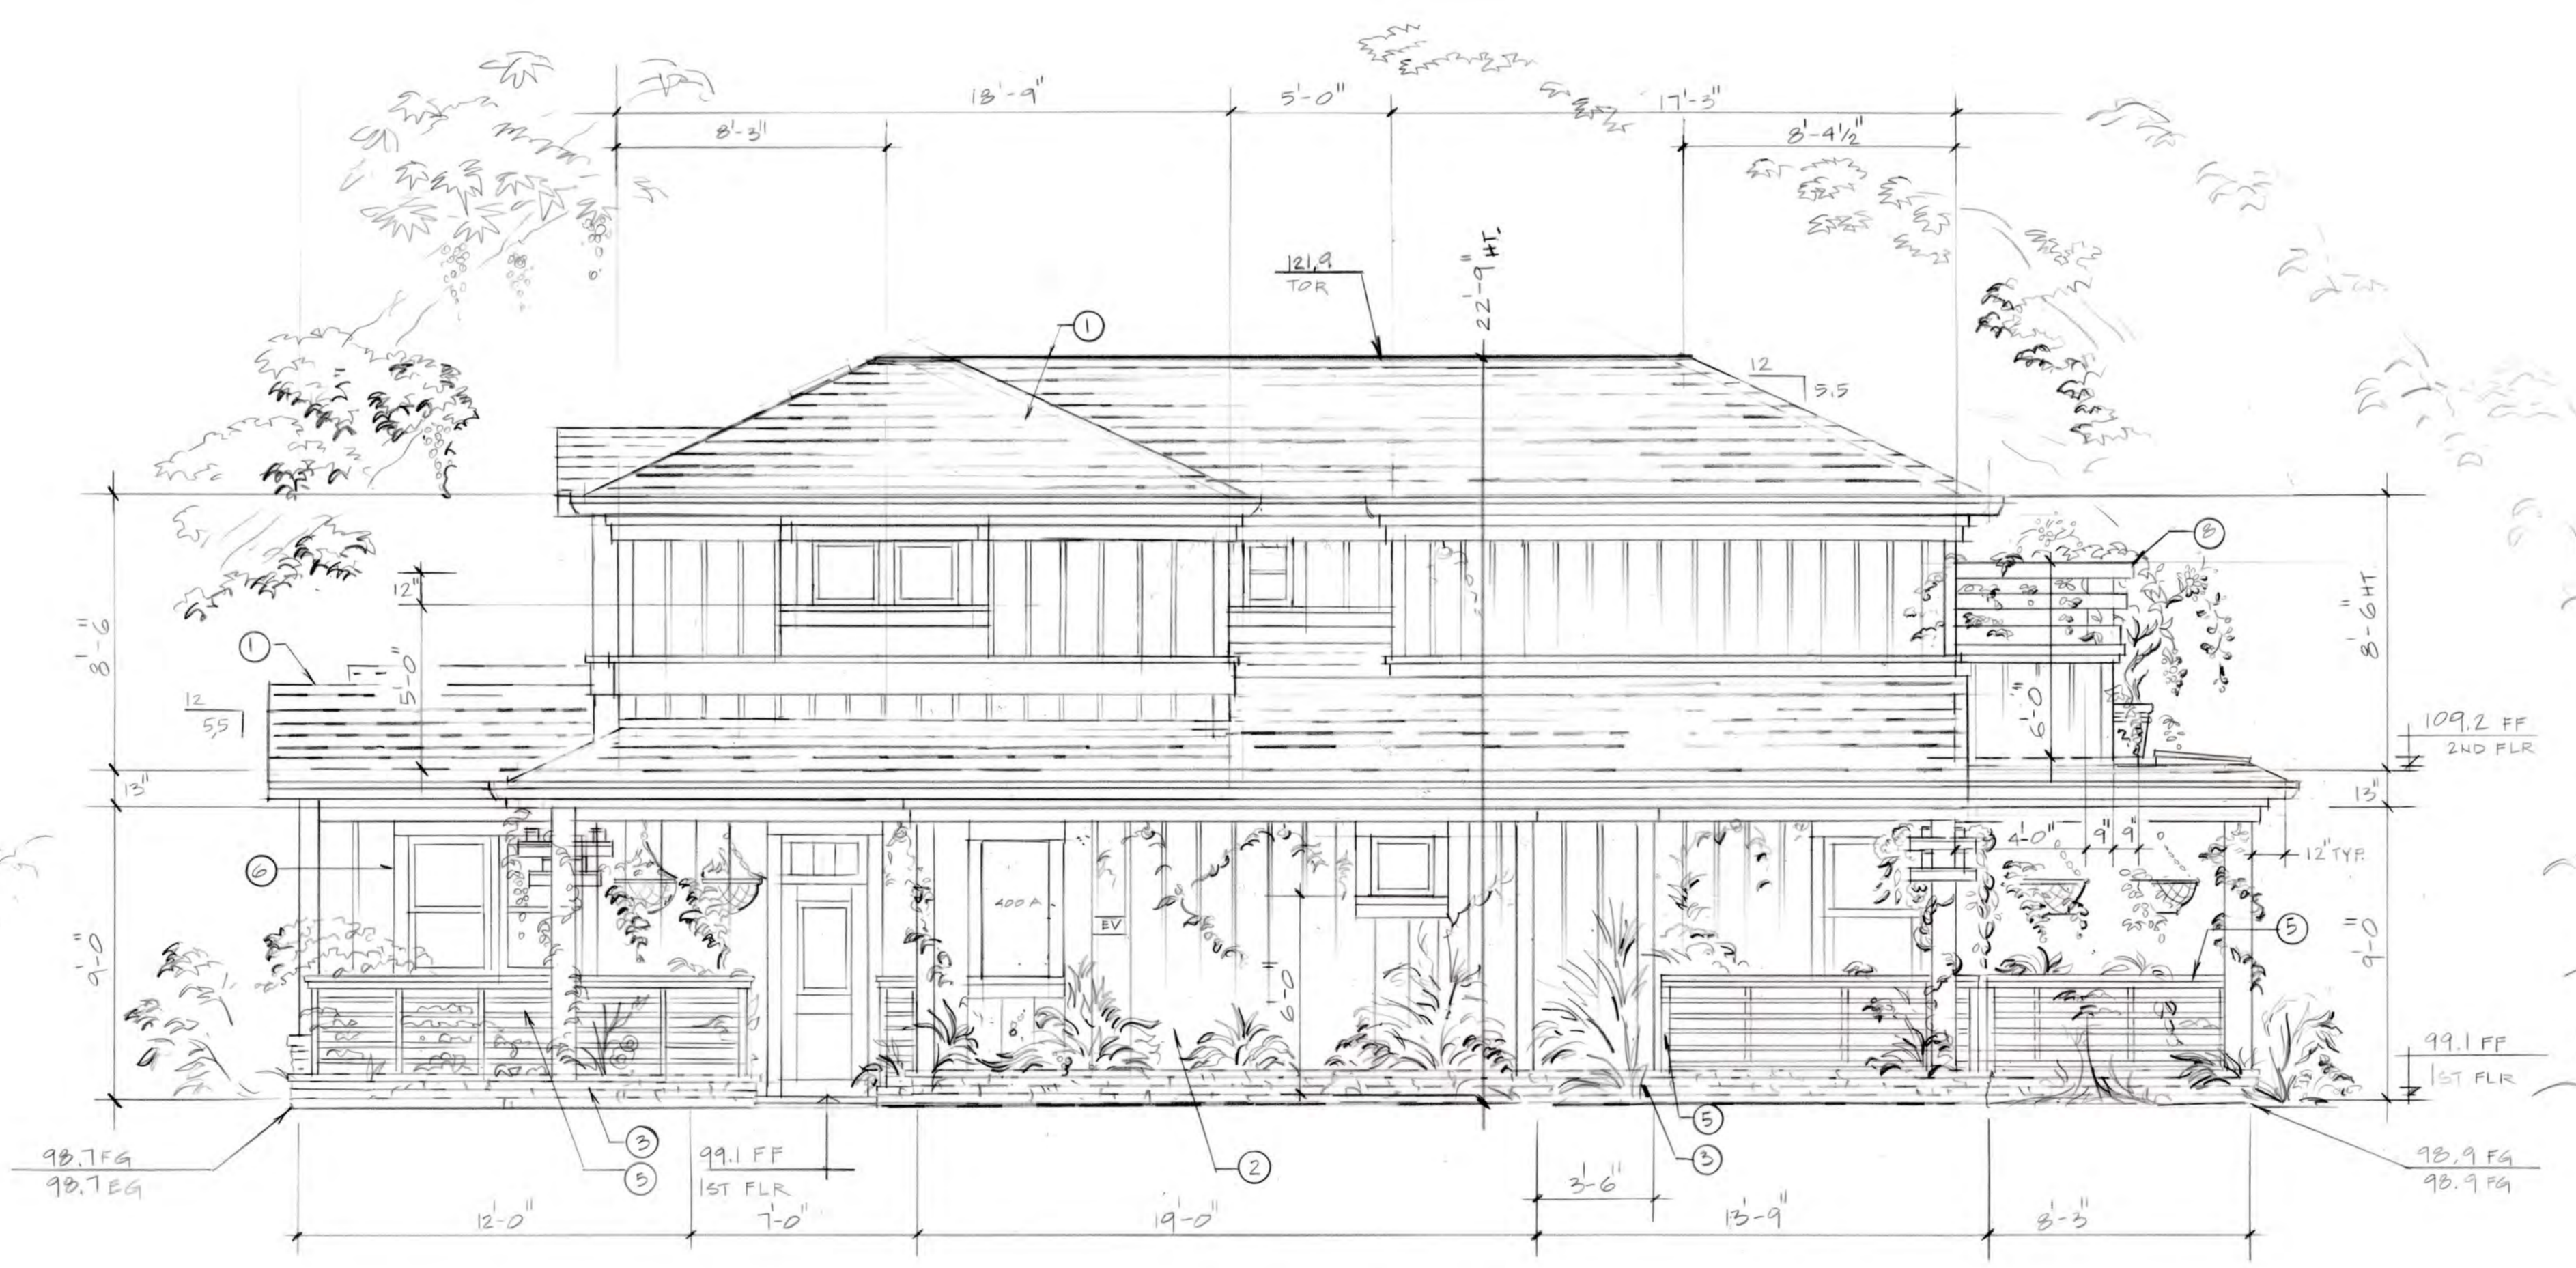 18'-9"
5'-0"
17'-3"
8'-3"
8'-4½"
121.9
TOR
22'-9" HT.
1
12
5.5
8
12"
8'-6"
8'-6" HT
1
5'-0"
12
5.5
6'-0"
109.2 FF
2ND FLR
13"
13"
4'-0"
9"
9"
12" TYP.
6
400 A
EV
5
9'-0"
6'-0"
9'-0"
99.1 FF
1ST FLR
98.7 FG
98.7 EG
3
5
99.1 FF
1ST FLR
2
5
3
98.9 FG
98.9 FG
3'-6"
12'-0"
7'-0"
19'-0"
13'-9"
8'-3"